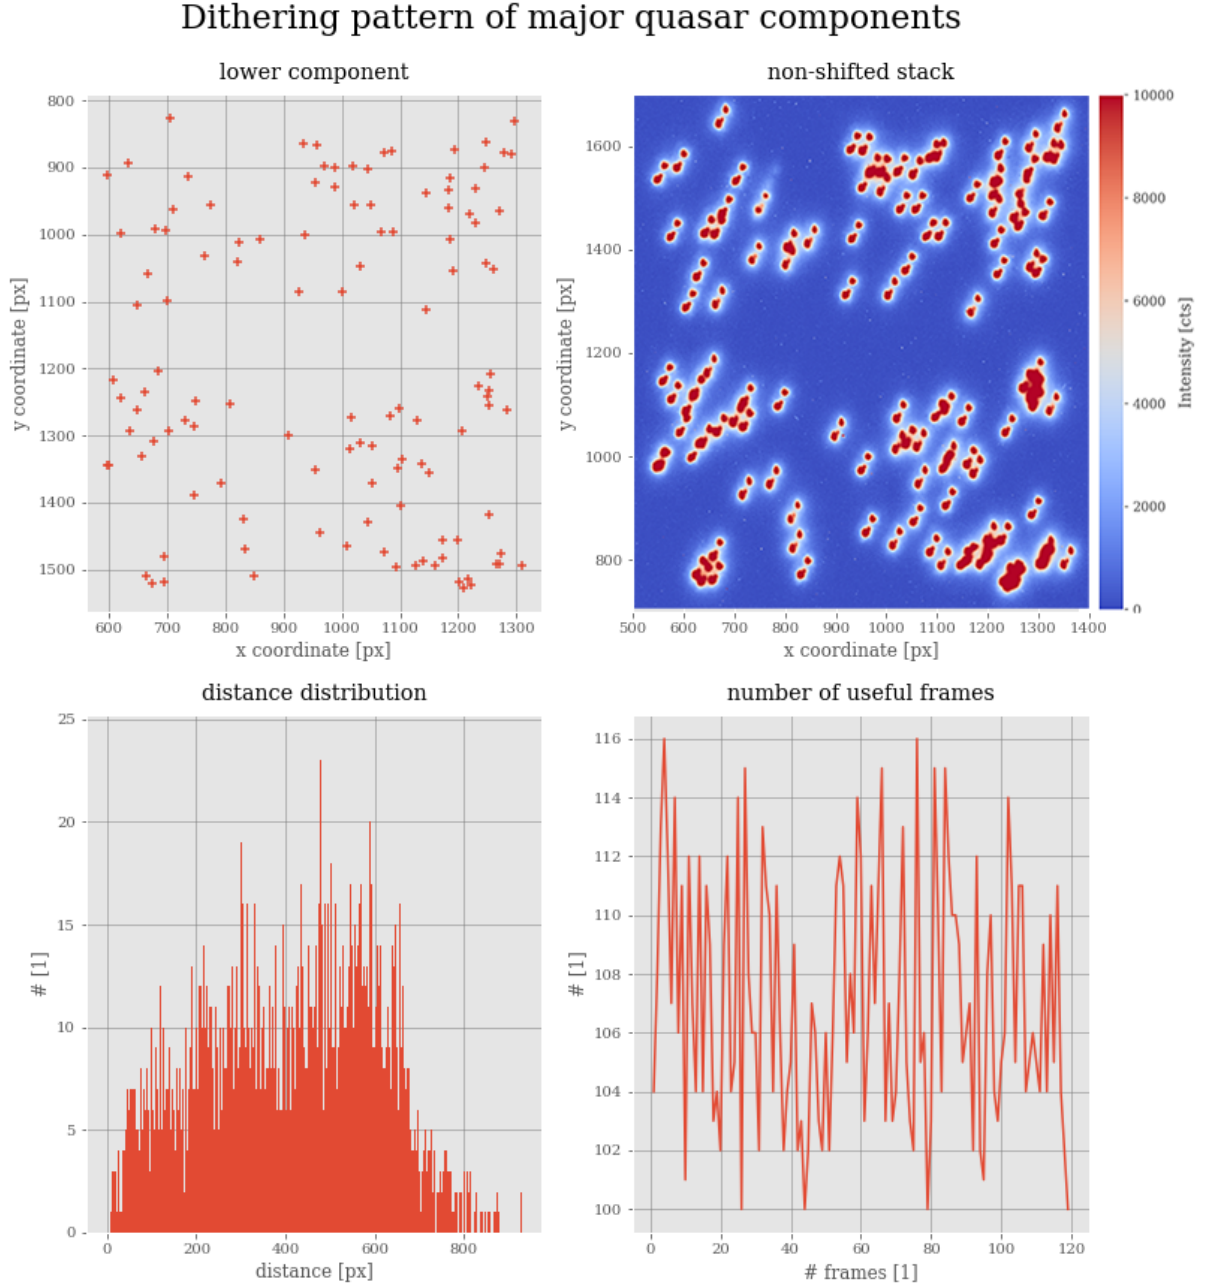 Dithering pattern of major quasar components
lower component
800
900
1000
1100
1200
1300
1400
1500
y coordinate [px]
600 700 800 900 1000 1100 1200 1300
x coordinate [px]
non-shifted stack
1600
1400
1200
1000
800
y coordinate [px]
500 600 700 800 900 1000 1100 1200 1300 1400
x coordinate [px]
10000
8000
6000
4000
2000
0
Intensity [cts]
distance distribution
25
20
15
10
5
0
# [1]
0 200 400 600 800
distance [px]
number of useful frames
116
114
112
110
108
106
104
102
100
# [1]
0 20 40 60 80 100 120
# frames [1]